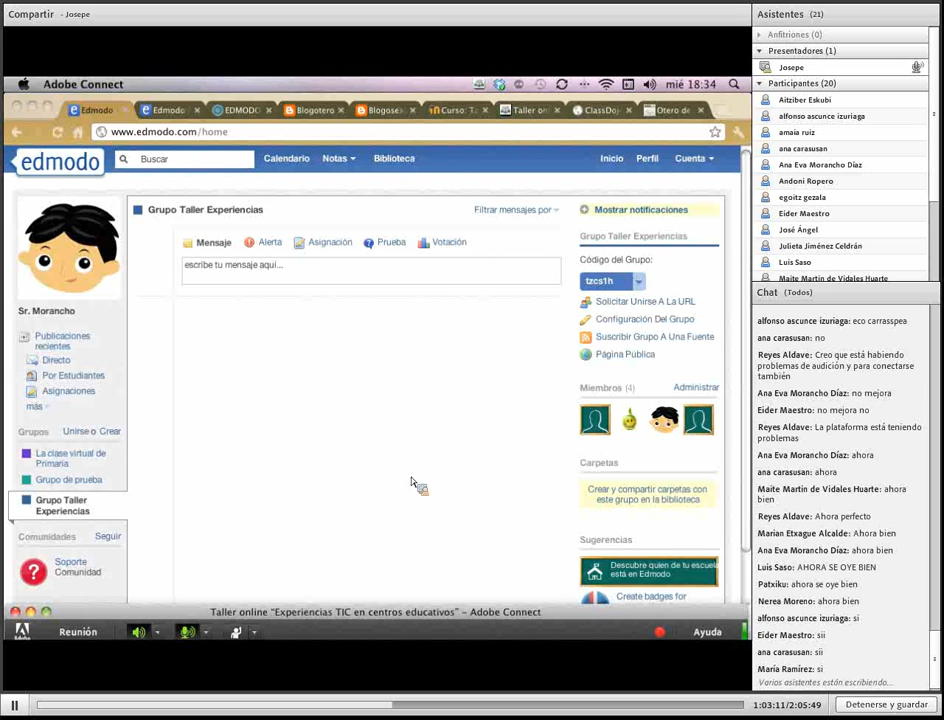 Compartir - Josepe
Adobe Connect
mié 18:34
Edmodo
Edmodo
EDMODO
Blogotero
Blogose
Curso: T
Taller on
ClassDo
Otero de
www.edmodo.com/home
edmodo
Buscar
Calendario
Notas
Biblioteca
Inicio
Perfil
Cuenta
Sr. Morancho
Publicaciones
recientes
Directo
Por Estudiantes
Asignaciones
más
Grupos
Unirse o Crear
La clase virtual de
Primaria
Grupo de prueba
Grupo Taller
Experiencias
Comunidades
Seguir
?
Soporte
Comunidad
Grupo Taller Experiencias
Filtrar mensajes por
Mensaje
Alerta
Asignación
Prueba
Votación
escribe tu mensaje aquí...
Mostrar notificaciones
Grupo Taller Experiencias
Código del Grupo:
tzcs1h
Solicitar Unirse A La URL
Configuración Del Grupo
Suscribir Grupo A Una Fuente
Página Publica
Miembros (4)
Administrar
Carpetas
Crear y compartir carpetas con
este grupo en la biblioteca
Sugerencias
Descubre quien de tu escuela
está en Edmodo
Create badges for
Taller online "Experiencias TIC en centros educativos" – Adobe Connect
Reunión
Ayuda
Asistentes (21)
Anfitriones (0)
Presentadores (1)
Josepe
Participantes (20)
Aitziber Eskubi
alfonso ascunce izuriaga
amaia ruiz
ana carasusan
Ana Eva Morancho Díaz
Andoni Ropero
egoitz gezala
Eider Maestro
José Ángel
Julieta Jiménez Celdrán
Luis Saso
Maite Martin de Vidales Huarte
Chat (Todos)
alfonso ascunce izuriaga: eco carrasspea
ana carasusan: no
Reyes Aldave: Creo que está habiendo
problemas de audición y para conectarse
también
Ana Eva Morancho Díaz: no mejora
Eider Maestro: no mejora no
Reyes Aldave: La plataforma está teniendo
problemas
Ana Eva Morancho Díaz: ahora
ana carasusan: ahora
Maite Martin de Vidales Huarte: ahora
bien
Reyes Aldave: Ahora perfecto
Marian Etxague Alcalde: Ahora bien
Ana Eva Morancho Díaz: ahora bien
Luis Saso: AHORA SE OYE BIEN
Patxiku: ahora se oye bien
Nerea Moreno: ahora bien
alfonso ascunce izuriaga: si
Eider Maestro: sii
ana carasusan: sii
María Ramírez: si
Varios asistentes están escribiendo...
1:03:11/2:05:49
Detenerse y guardar